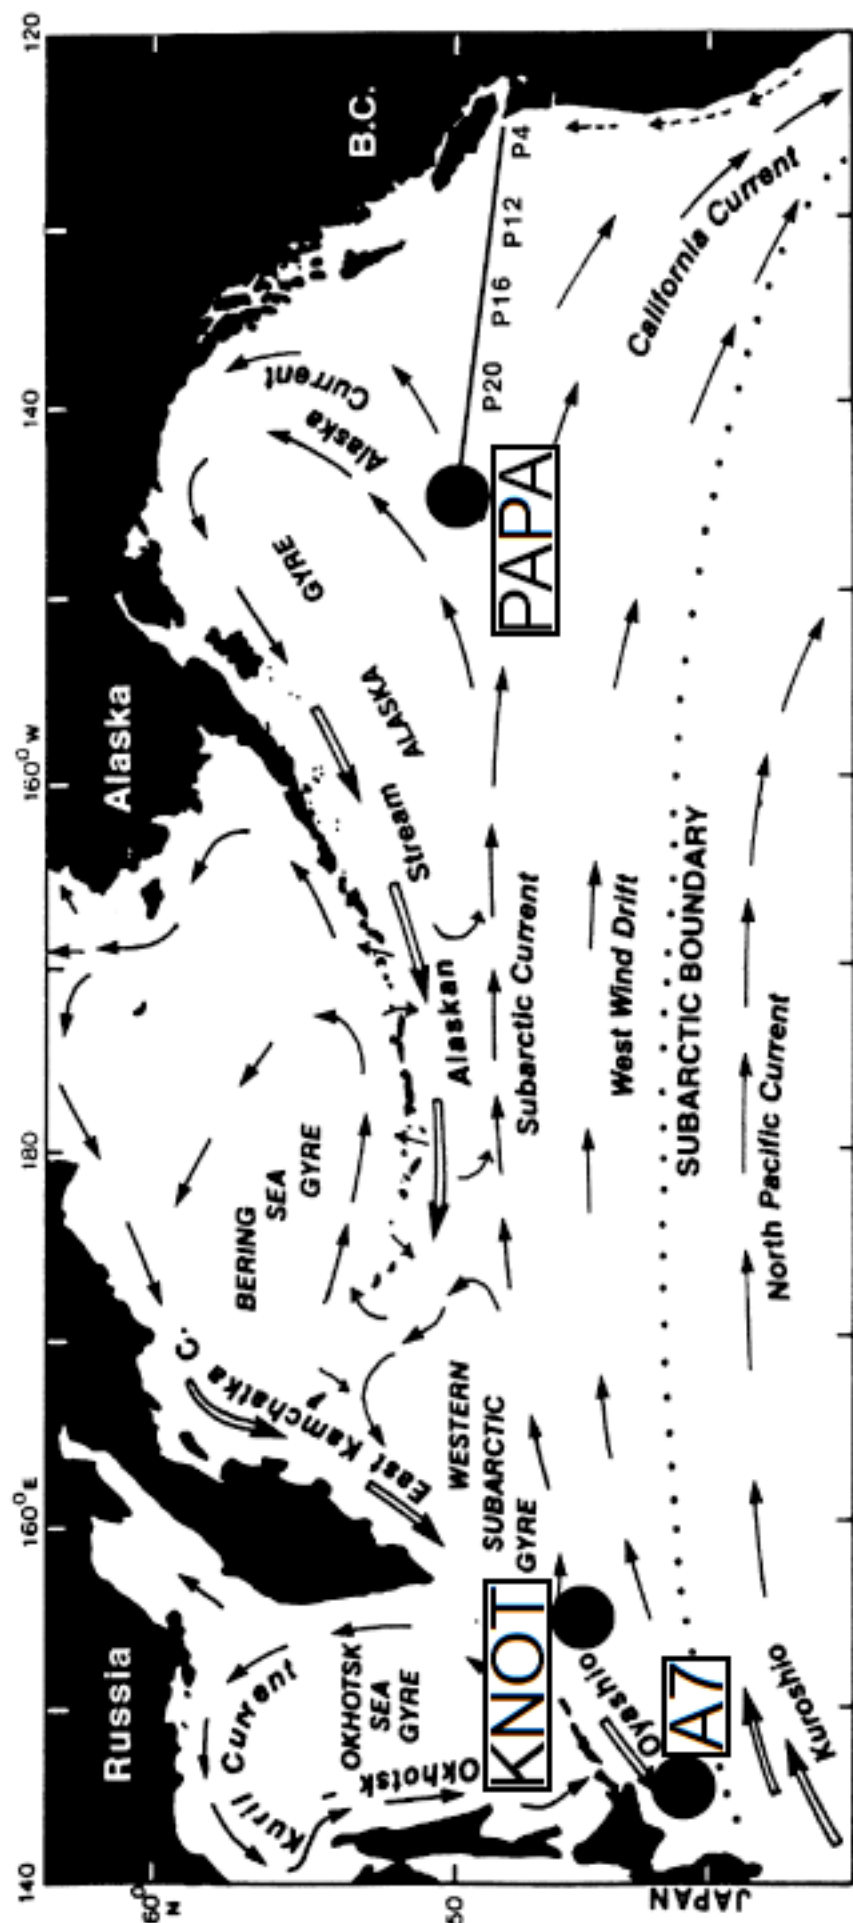 120
140
160° W
180
160° E
140
60°
N
50
JAPAN
Russia
Alaska
B.C.
Kuril Current
OKHOTSK
SEA
GYRE
Okhotsk
East Kamchatka C.
BERING
SEA
GYRE
WESTERN
SUBARCTIC
GYRE
KNOT
Oyashio
A7
Kuroshio
Alaskan Stream
ALASKA GYRE
Alaska Current
Subarctic Current
West Wind Drift
SUBARCTIC BOUNDARY
North Pacific Current
PAPA
P20
P16
P12
P4
California Current